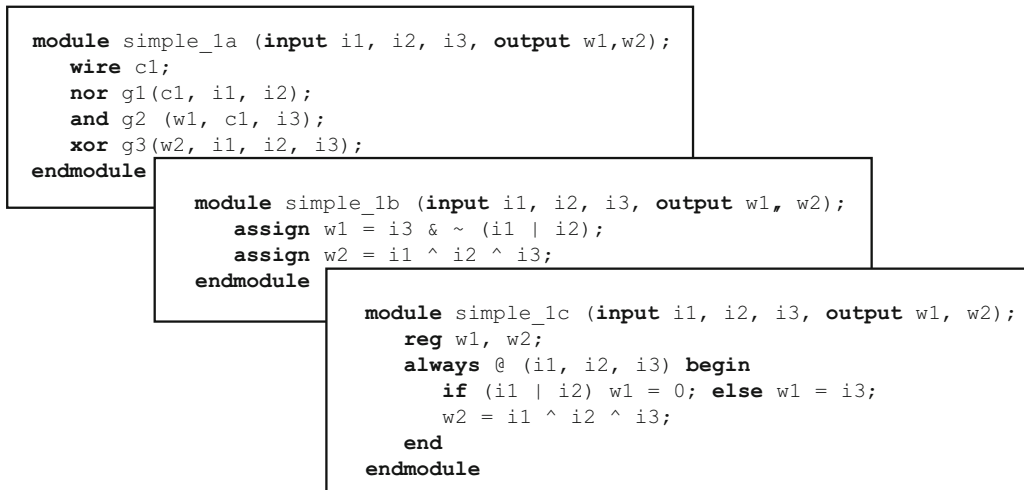 module simple_1a (input i1, i2, i3, output w1,w2);
wire c1;
nor g1(c1, i1, i2);
and g2 (w1, c1, i3);
xor g3(w2, i1, i2, i3);
endmodule
module simple_1b (input i1, i2, i3, output w1, w2);
assign w1 = i3 & ~ (i1 | i2);
assign w2 = i1 ^ i2 ^ i3;
endmodule
module simple_1c (input i1, i2, i3, output w1, w2);
reg w1, w2;
always @ (i1, i2, i3) begin
if (i1 | i2) w1 = 0; else w1 = i3;
w2 = i1 ^ i2 ^ i3;
end
endmodule